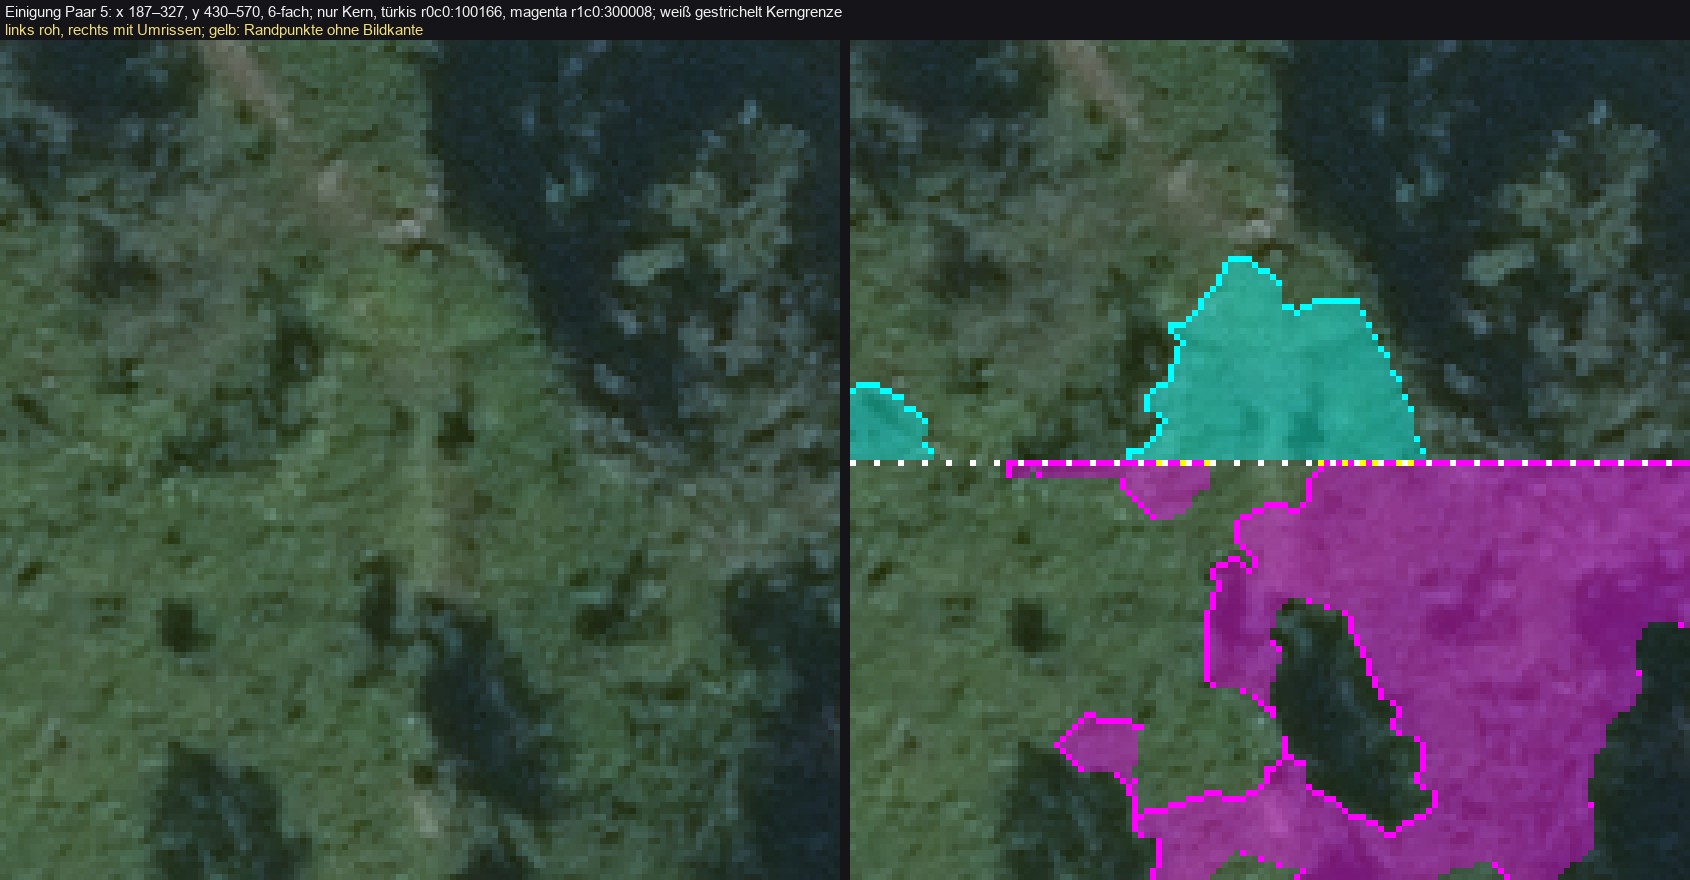 Einigung Paar 5: x 187–327, y 430–570, 6-fach; nur Kern, türkis r0c0:100166, magenta r1c0:300008; weiß gestrichelt Kerngrenze
links roh, rechts mit Umrissen; gelb: Randpunkte ohne Bildkante